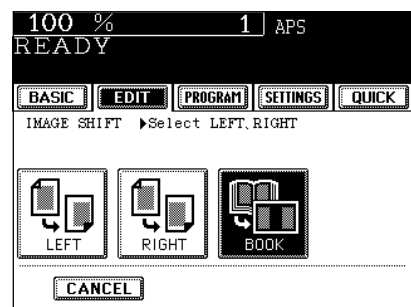 100 % 1 APS
READY
BASIC EDIT PROGRAM SETTINGS QUICK
IMAGE SHIFT ▶Select LEFT, RIGHT
LEFT RIGHT BOOK
CANCEL